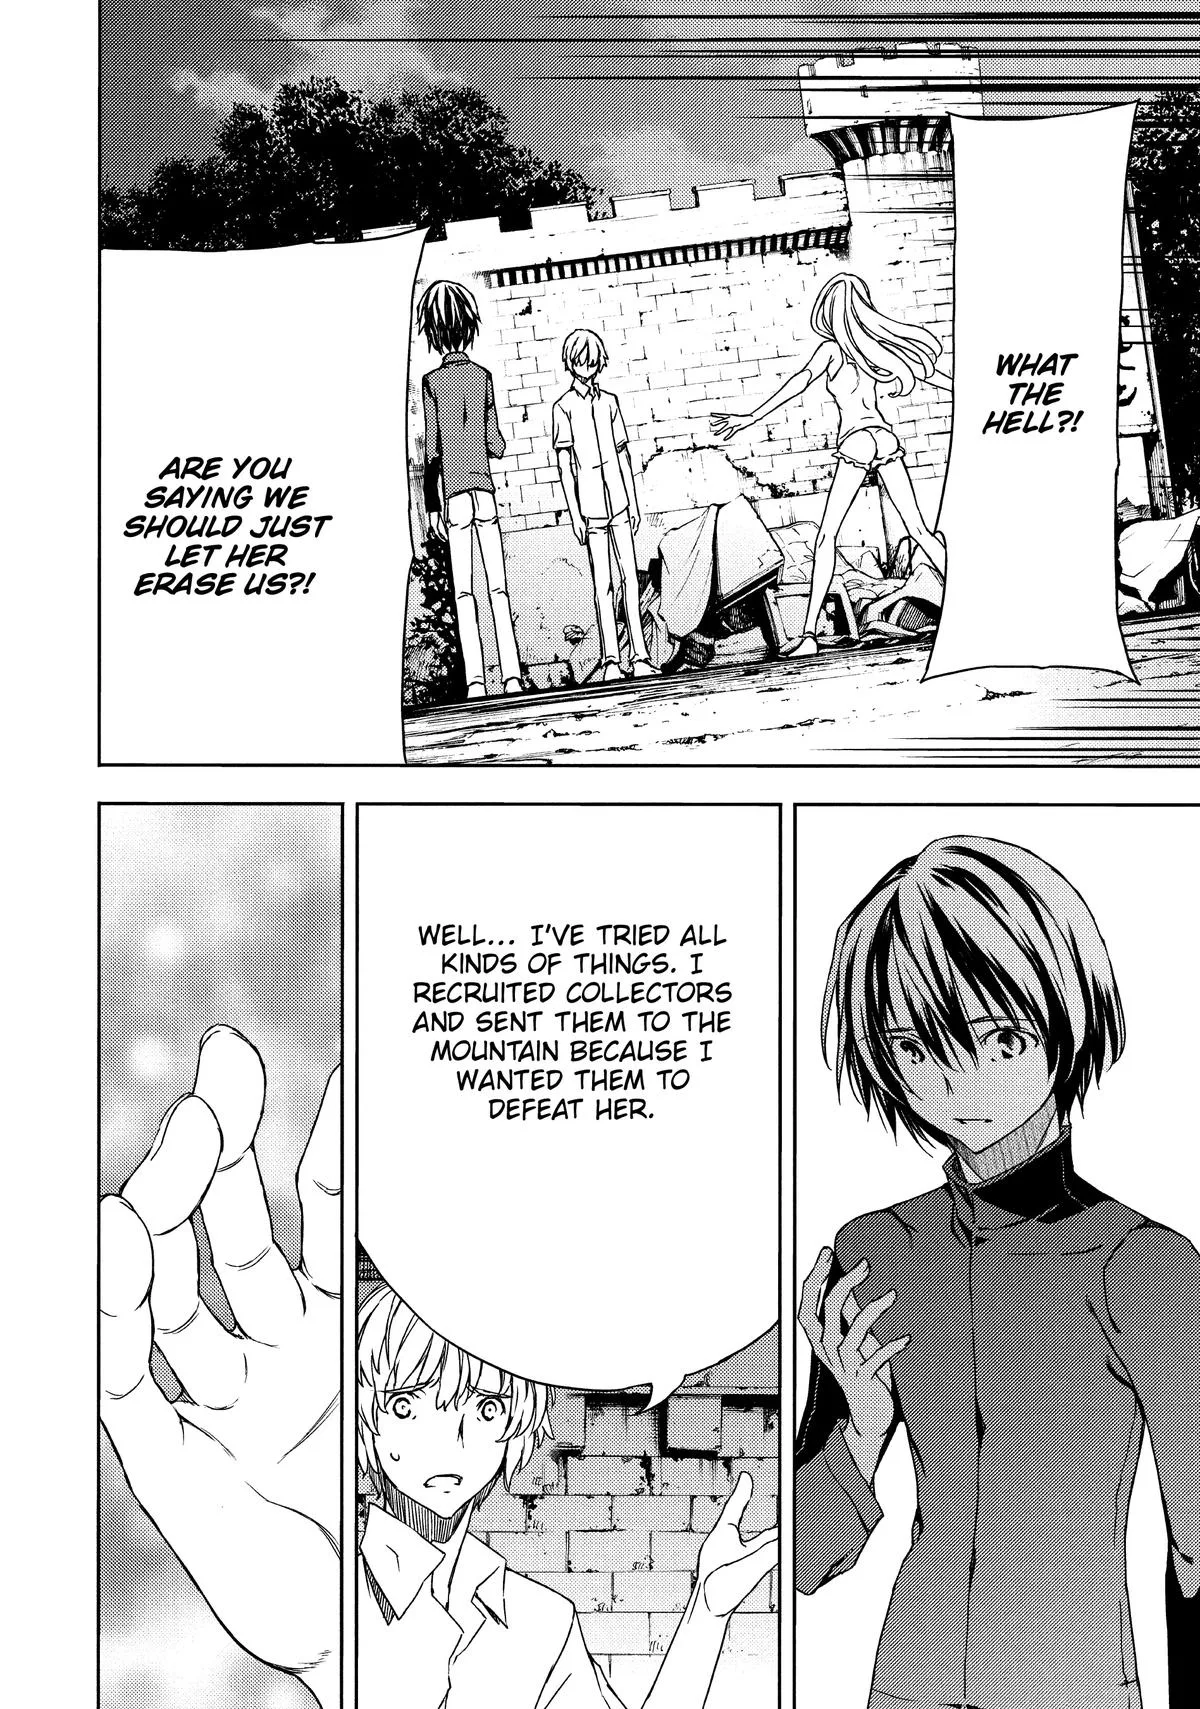 WHAT
THE
HELL?!
ARE YOU
SAYING WE
SHOULD JUST
LET HER
ERASE US?!
WELL... I'VE TRIED ALL
KINDS OF THINGS. I
RECRUITED COLLECTORS
AND SENT THEM TO THE
MOUNTAIN BECAUSE I
WANTED THEM TO
DEFEAT HER.